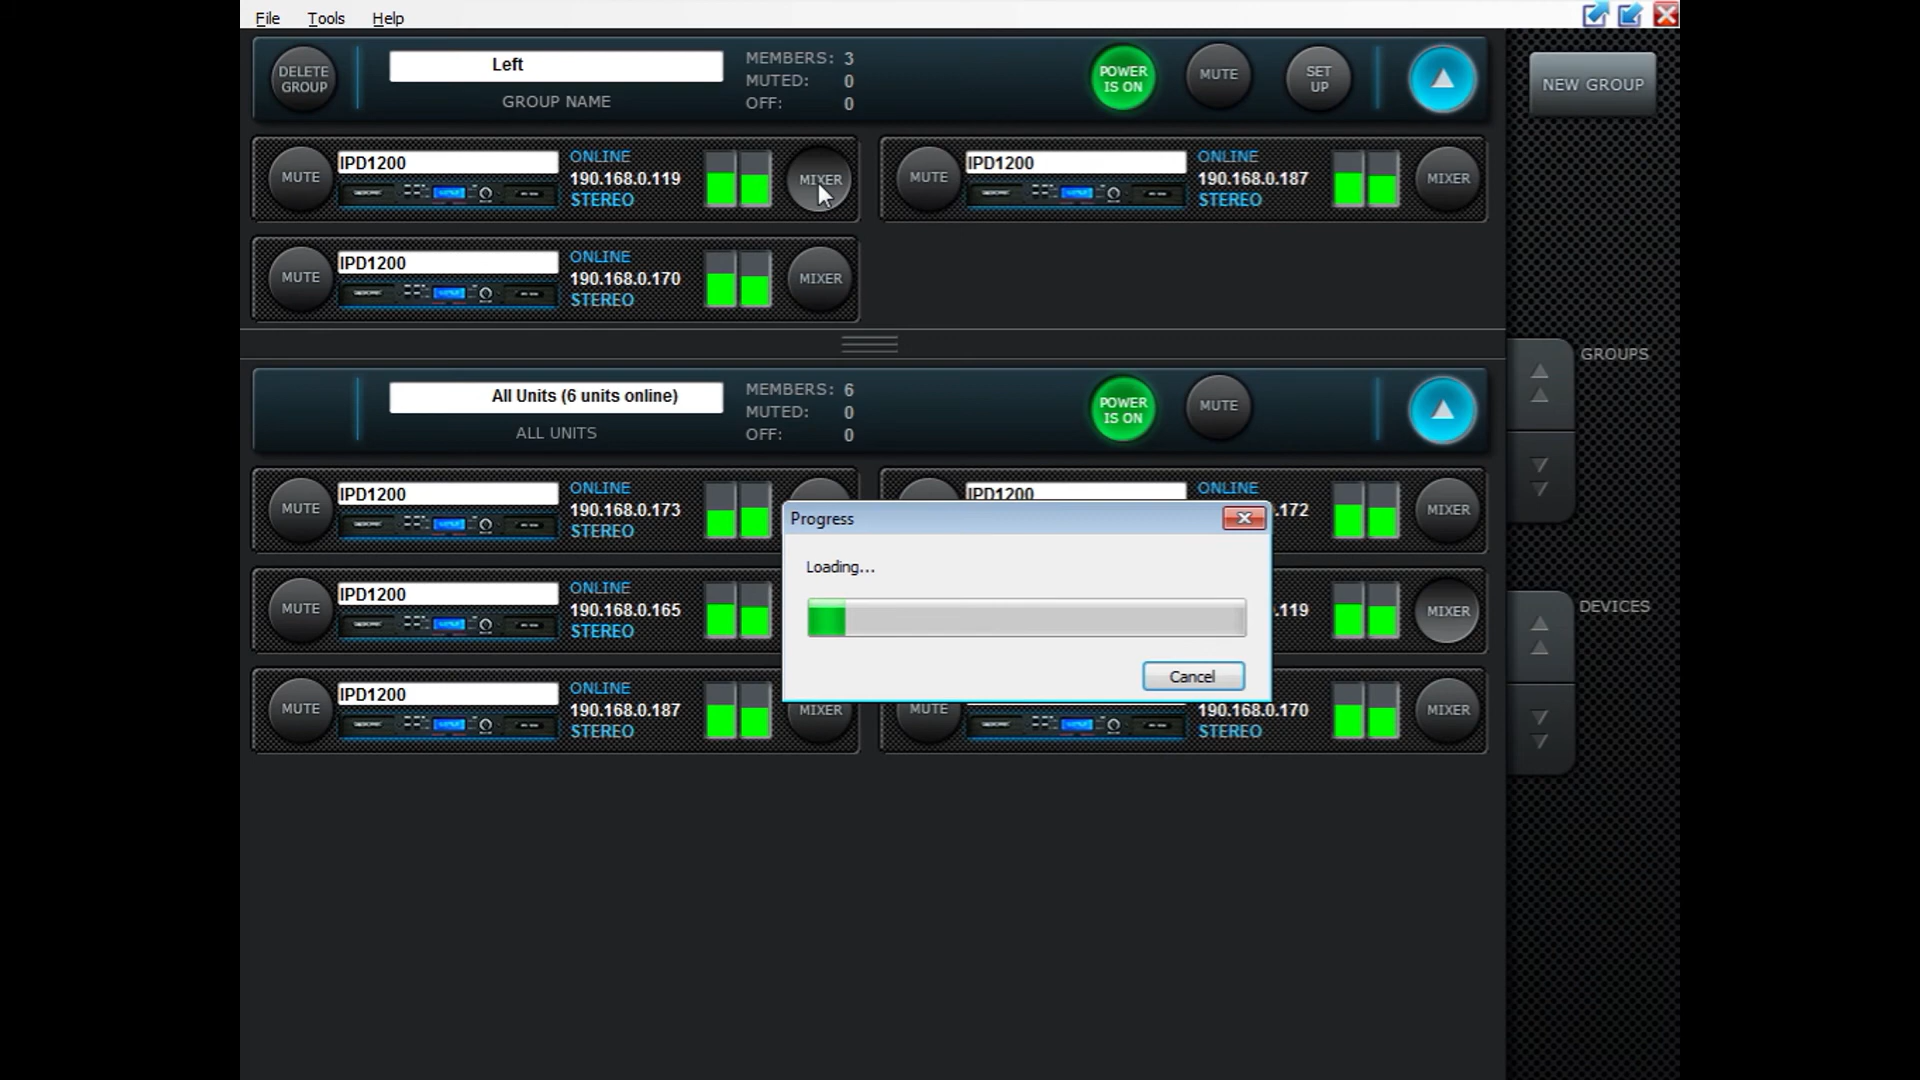 File Tools Help
DELETE GROUP
Left
GROUP NAME
MEMBERS: 3
MUTED: 0
OFF: 0
POWER IS ON
MUTE
SET UP
NEW GROUP
MUTE
IPD1200
ONLINE
190.168.0.119
STEREO
MIXER
MUTE
IPD1200
ONLINE
190.168.0.187
STEREO
MIXER
MUTE
IPD1200
ONLINE
190.168.0.170
STEREO
MIXER
GROUPS
All Units (6 units online)
ALL UNITS
MEMBERS: 6
MUTED: 0
OFF: 0
POWER IS ON
MUTE
MUTE
IPD1200
ONLINE
190.168.0.173
STEREO
IPD1200
ONLINE
.172
MIXER
Progress
Loading...
Cancel
MUTE
IPD1200
ONLINE
190.168.0.165
STEREO
.119
MIXER
DEVICES
MUTE
IPD1200
ONLINE
190.168.0.187
STEREO
MIXER
MUTE
190.168.0.170
STEREO
MIXER